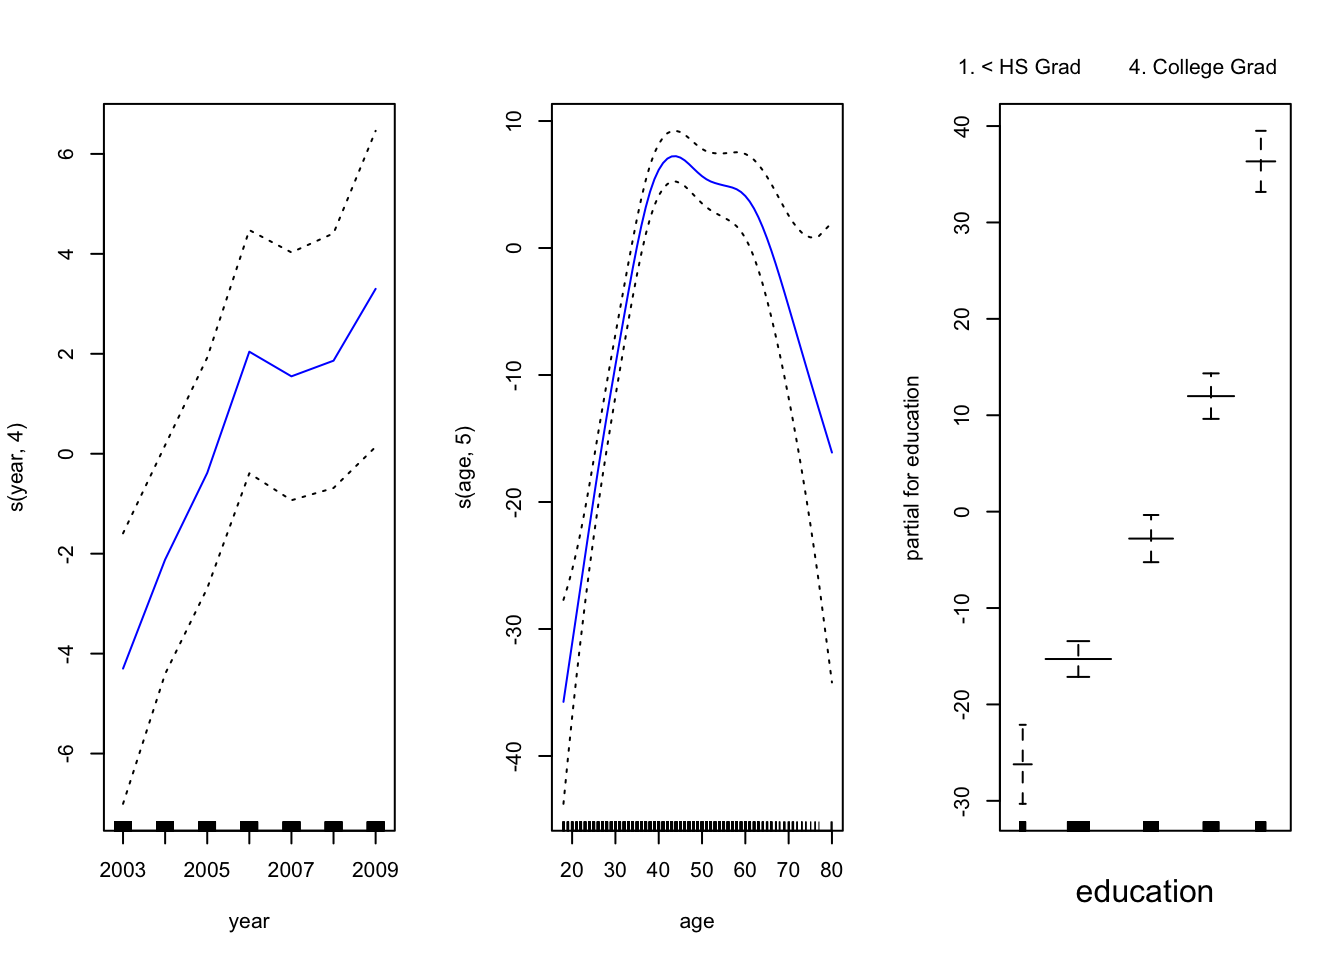 s(year, 4)
6
4
2
0
-2
-4
-6
2003 2005 2007 2009
year
s(age, 5)
10
0
-10
-20
-30
-40
20 30 40 50 60 70 80
age
1. < HS Grad 4. College Grad
partial for education
40
30
20
10
0
-10
-20
-30
education